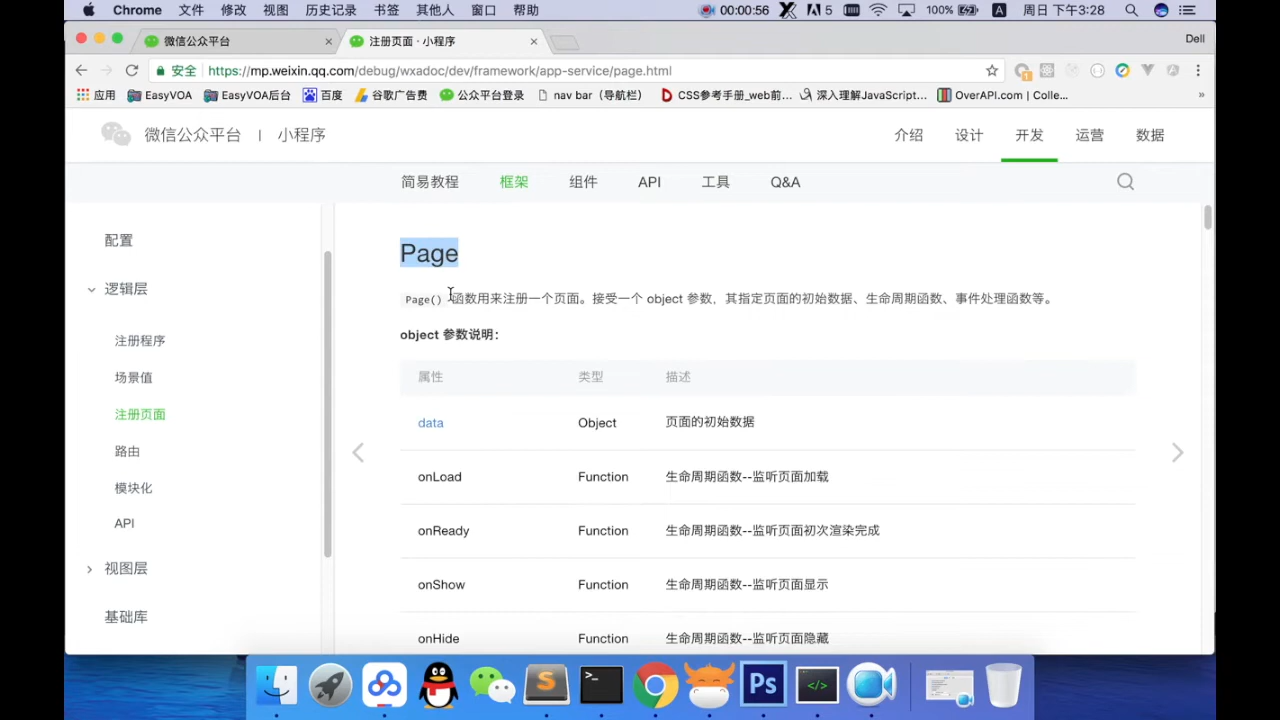 Chrome 文件 修改 视图 历史记录 书签 其他人 窗口 帮助 00:00:56 5 100% A 周日 下午3:28
微信公众平台 × 注册页面 · 小程序 × Dell
安全 https://mp.weixin.qq.com/debug/wxadoc/dev/framework/app-service/page.html
应用 EasyVOA EasyVOA后台 百度 谷歌广告费 公众平台登录 nav bar（导航栏） CSS参考手册_web前... 深入理解JavaScript... OverAPI.com | Colle... »
微信公众平台 | 小程序 介绍 设计 开发 运营 数据
简易教程 框架 组件 API 工具 Q&A
配置
逻辑层
注册程序
场景值
注册页面
路由
模块化
API
视图层
基础库
Page
Page() 函数用来注册一个页面。接受一个 object 参数，其指定页面的初始数据、生命周期函数、事件处理函数等。
object 参数说明：
属性 类型 描述
data Object 页面的初始数据
onLoad Function 生命周期函数--监听页面加载
onReady Function 生命周期函数--监听页面初次渲染完成
onShow Function 生命周期函数--监听页面显示
onHide Function 生命周期函数--监听页面隐藏
S >_ Ps </>